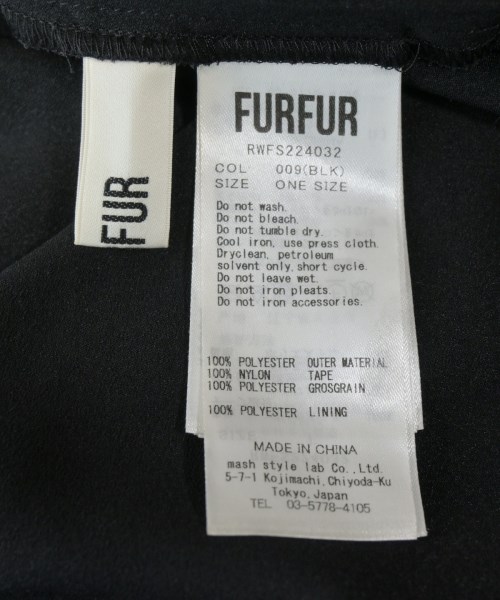 FUR
FURFUR
RWFS224032
COL 009(BLK)
SIZE ONE SIZE
Do not wash.
Do not bleach.
Do not tumble dry.
Cool iron, use press cloth.
Dryclean, petroleum
solvent only, short cycle.
Do not leave wet.
Do not iron pleats.
Do not iron accessories.
100% POLYESTER OUTER MATERIAL
100% NYLON TAPE
100% POLYESTER GROSGRAIN
100% POLYESTER LINING
MADE IN CHINA
mash style lab Co., Ltd.
5-7-1 Kojimachi, Chiyoda-Ku
Tokyo, Japan
TEL 03-5778-4105